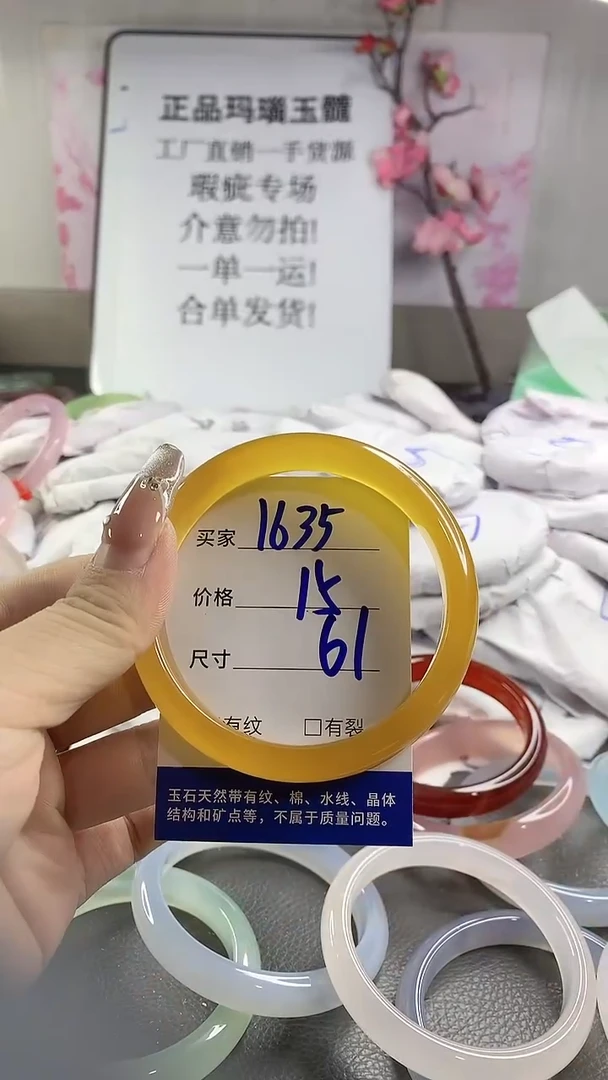 正品玛瑙玉髓
工厂直销一手货源
瑕疵专场
介意勿拍!
一单一运!
合单发货!
买家 1635
价格 15
尺寸 61
有纹 □有裂
玉石天然带有纹、棉、水线、晶体
结构和矿点等，不属于质量问题。